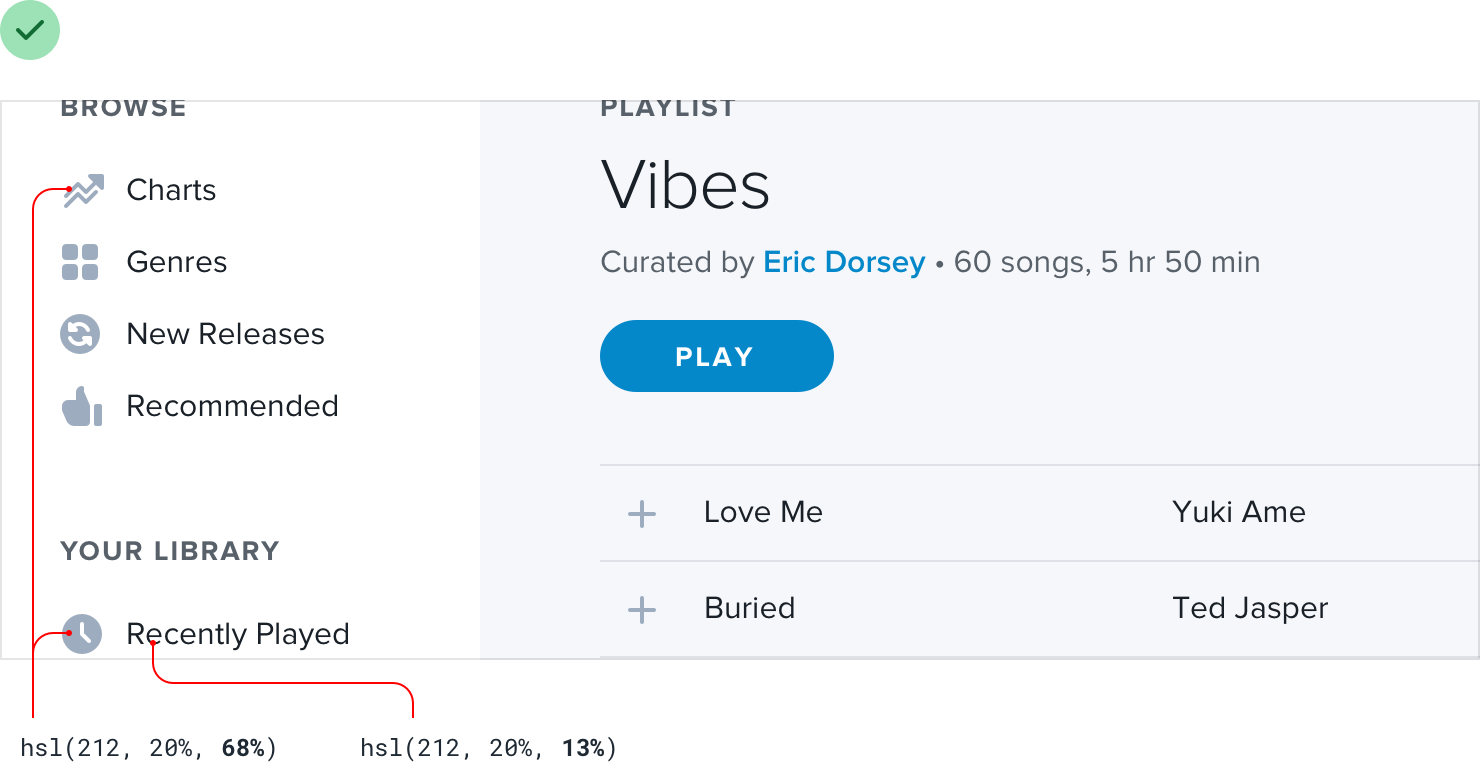 BROWSE
Charts
Genres
New Releases
Recommended
YOUR LIBRARY
Recently Played
PLAYLIST
Vibes
Curated by Eric Dorsey • 60 songs, 5 hr 50 min
PLAY
Love Me Yuki Ame
Buried Ted Jasper
hsl(212, 20%, 68%) hsl(212, 20%, 13%)